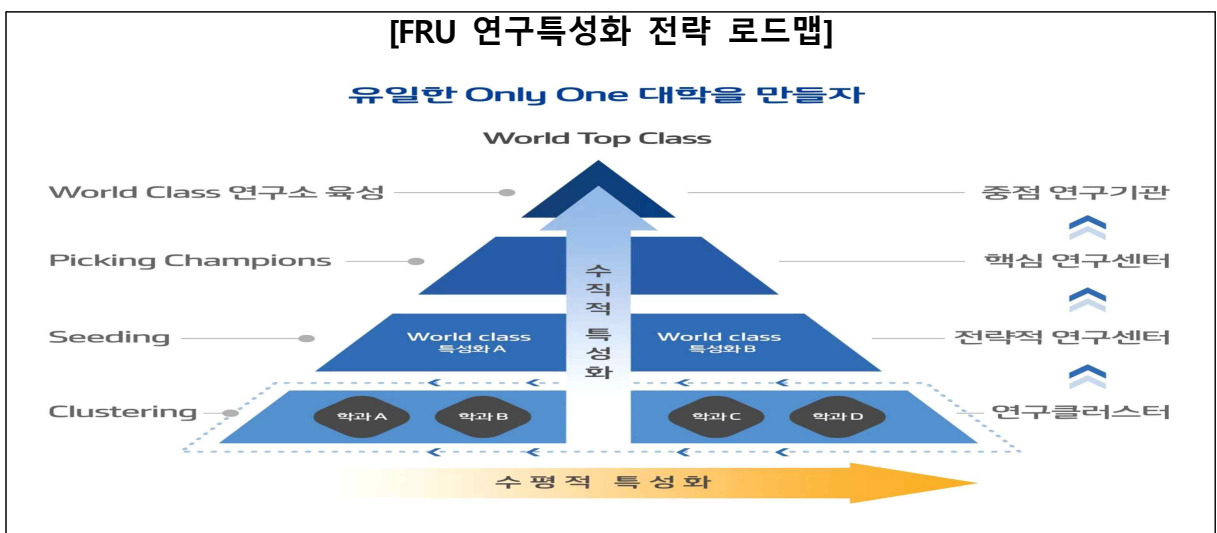 [FRU 연구특성화 전략 로드맵]
유일한 Only One 대학을 만들자
World Top Class
World Class 연구소 육성
중점 연구기관
Picking Champions
핵심 연구센터
수직적 특성화
Seeding
World class
특성화 A
World class
특성화 B
전략적 연구센터
Clustering
학과 A
학과 B
학과 C
학과 D
연구클러스터
수평적 특성화